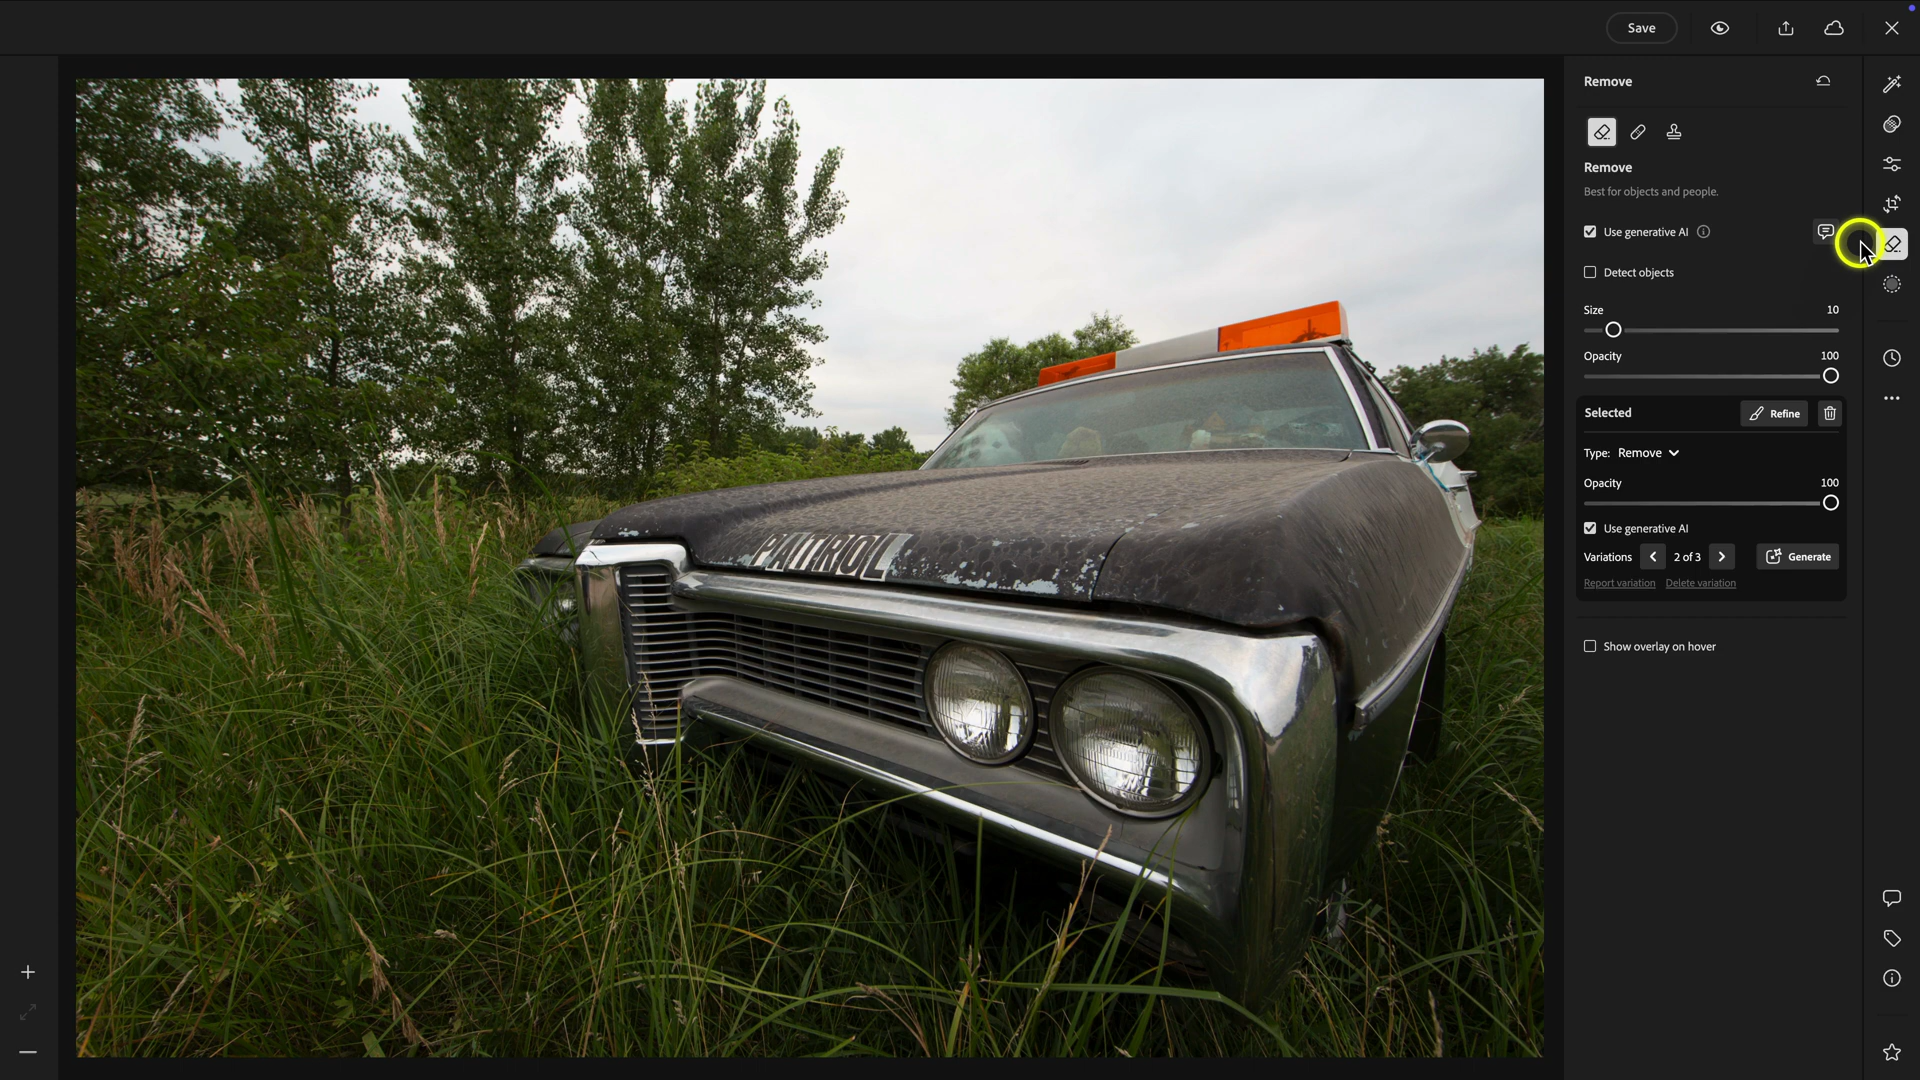 Save
Remove
Remove
Best for objects and people.
Use generative AI
Detect objects
Size 10
Opacity 100
Selected Refine
Type: Remove
Opacity 100
Use generative AI
Variations 2 of 3 Generate
Report variation Delete variation
Show overlay on hover
PATROL